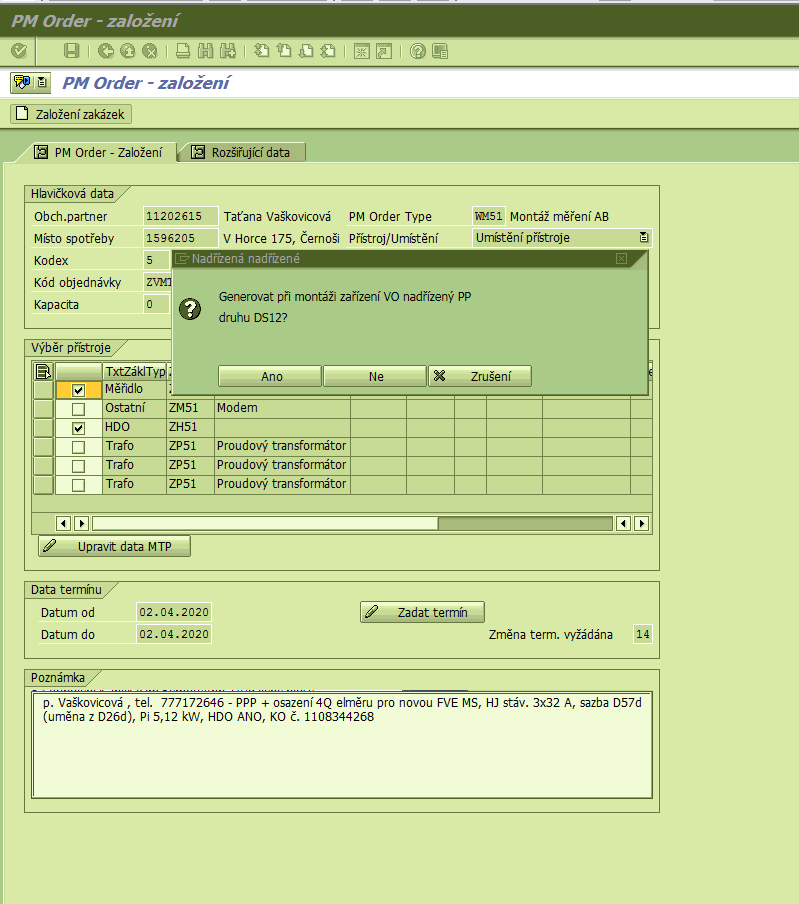 PM Order - založení
PM Order - založení
Založení zakázek
PM Order - Založení
Rozšiřující data
Hlavičková data
Obch.partner 11202615 Taťana Vaškovicová PM Order Type WM51 Montáž měření AB
Místo spotřeby 1596205 V Horce 175, Černoši Přístroj/Umístění Umístění přístroje
Kodex 5
Nadřízená nadřízené
Kód objednávky
Kapacita 0
Generovat při montáži zařízení VO nadřízený PP
druhu DS12?
Ano Ne Zrušení
Výběr přístroje
TxtZáklTyp
Měřidlo
Ostatní ZM51 Modem
HDO ZH51
Trafo ZP51 Proudový transformátor
Trafo ZP51 Proudový transformátor
Trafo ZP51 Proudový transformátor
Upravit data MTP
Data termínu
Datum od 02.04.2020 Zadat termín
Datum do 02.04.2020 Změna term. vyžádána 14
Poznámka
p. Vaškovicová , tel. 777172646 - PPP + osazení 4Q elměru pro novou FVE MS, HJ stáv. 3x32 A, sazba D57d
(uměna z D26d), Pi 5,12 kW, HDO ANO, KO č. 1108344268